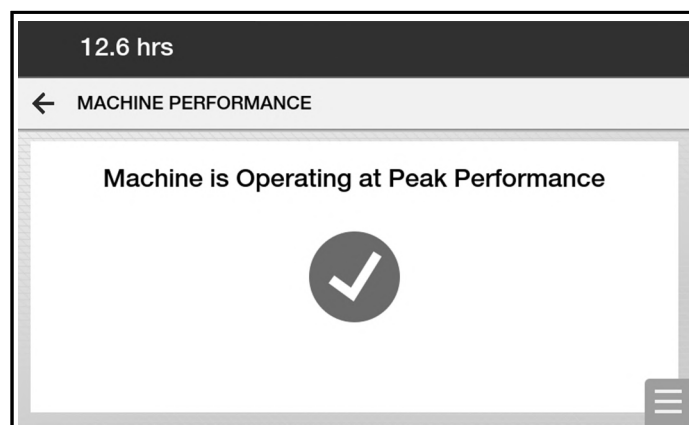 12.6 hrs
MACHINE PERFORMANCE
Machine is Operating at Peak Performance